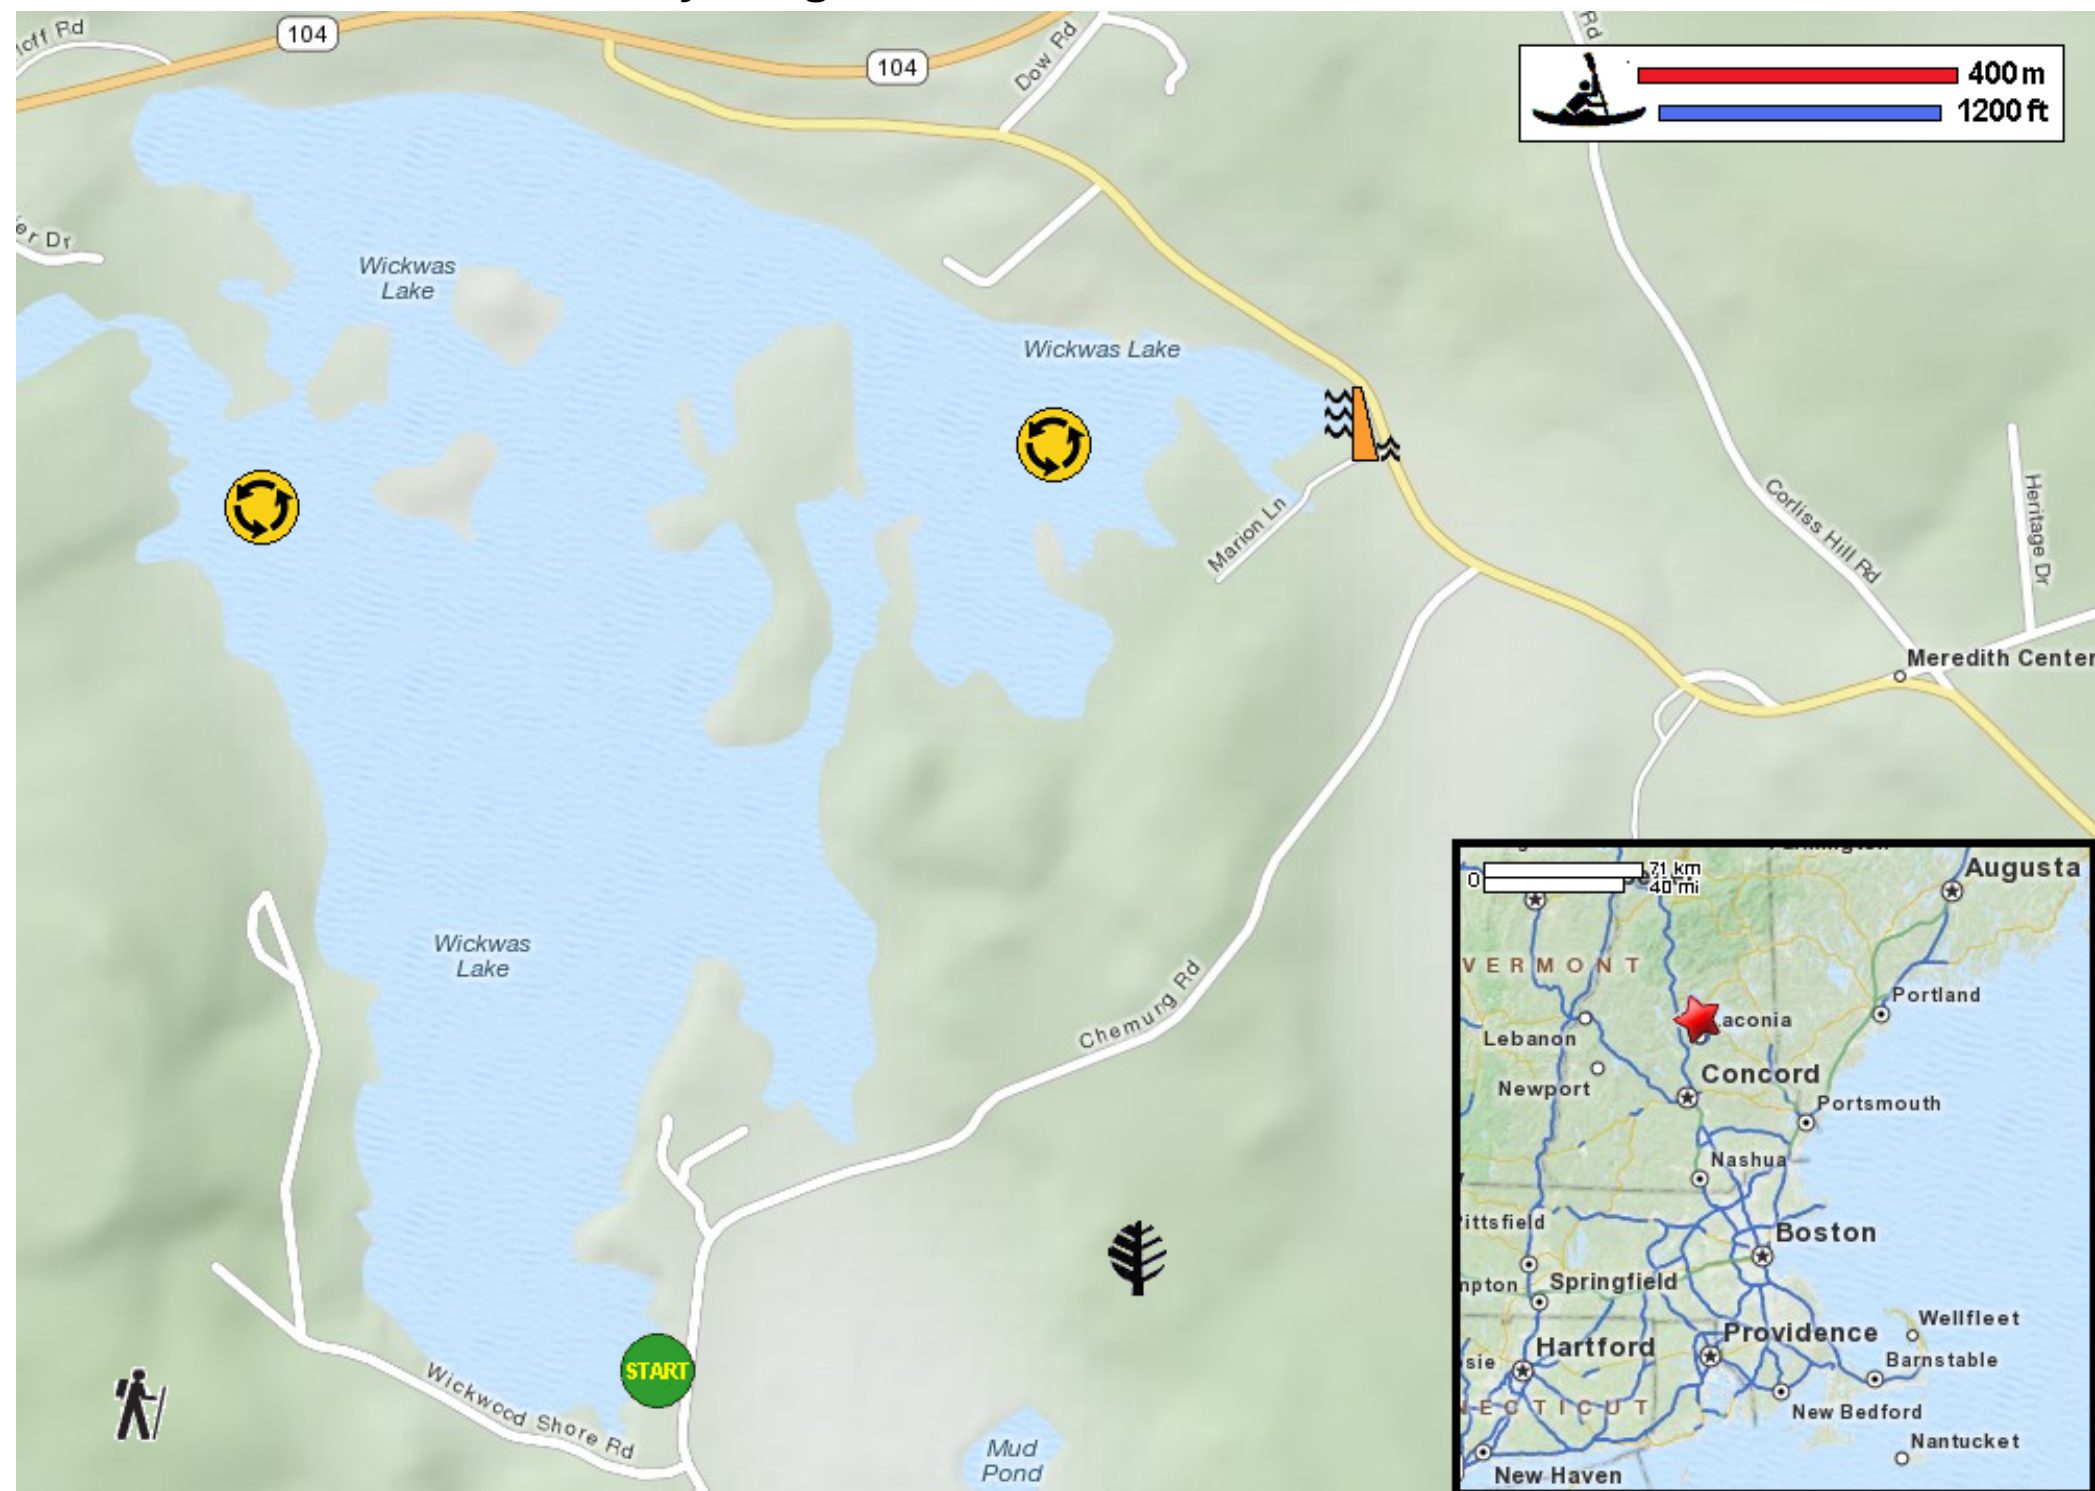 104
104
Dow Rd
Rd
400 m
1200 ft
Wickwas
Lake
Wickwas Lake
Marion Ln
Corliss Hill Rd
Heritage Dr
Meredith Center
Wickwas
Lake
Chemung Rd
START
Wickwood Shore Rd
Mud
Pond
0
71 km
40 mi
Augusta
VERMONT
Portland
Lebanon
aconia
Newport
Concord
Portsmouth
Nashua
ittsfield
Boston
mpton
Springfield
Wellfleet
Hartford
Providence
Barnstable
NECTICUT
New Bedford
Nantucket
New Haven